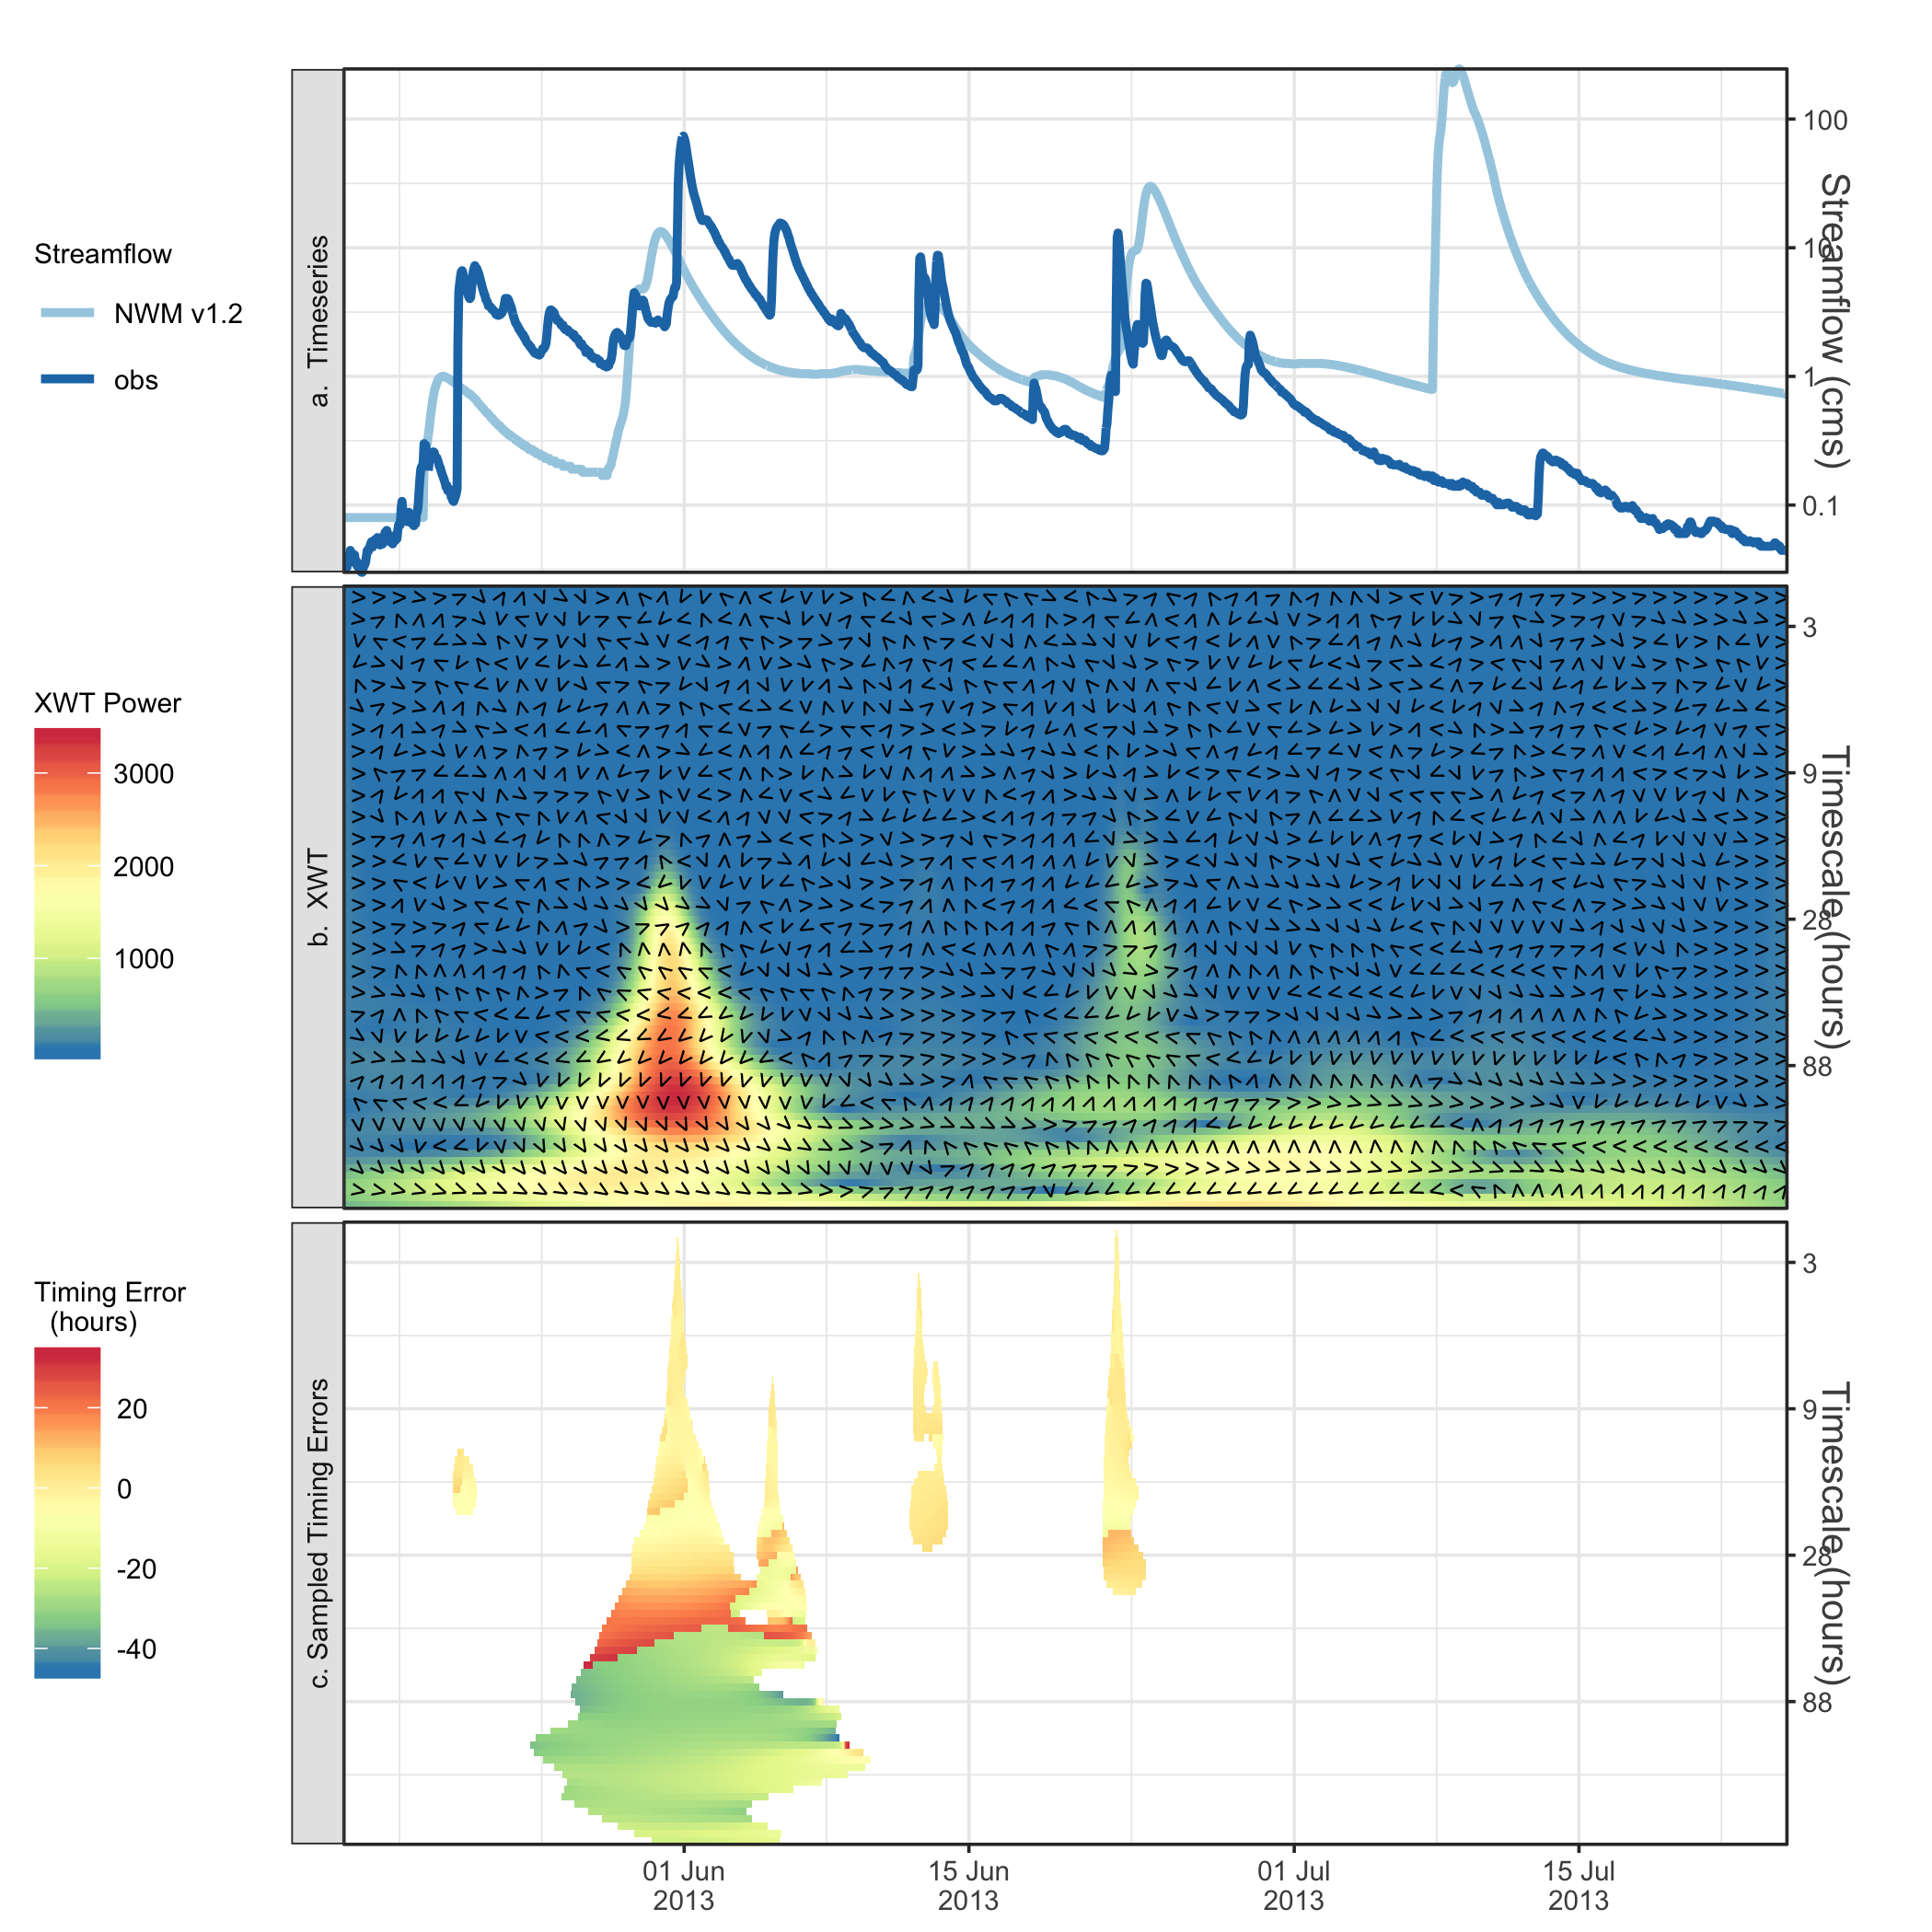 Streamflow
NWM v1.2
obs
a.  Timeseries
100
10
1
0.1
Streamflow (cms)
XWT Power
3000
2000
1000
b.  XWT
3
9
28
88
Timescale (hours)
Timing Error
(hours)
20
0
-20
-40
c. Sampled Timing Errors
3
9
28
88
Timescale (hours)
01 Jun
2013
15 Jun
2013
01 Jul
2013
15 Jul
2013